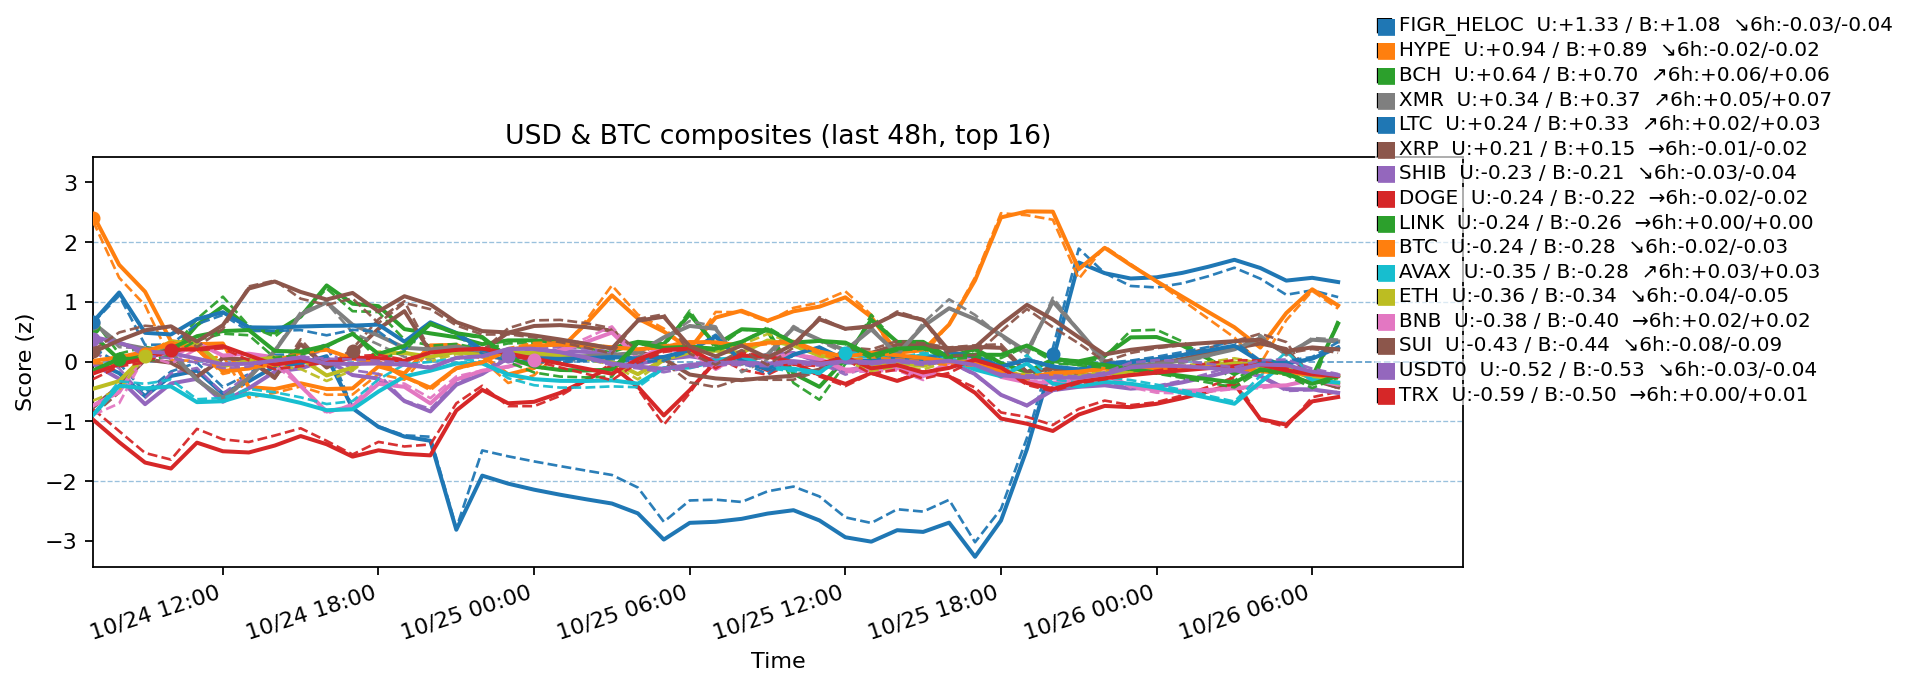 FIGR_HELOC U:+1.33 / B:+1.08 ↘6h:-0.03/-0.04
HYPE U:+0.94 / B:+0.89 ↘6h:-0.02/-0.02
BCH U:+0.64 / B:+0.70 ↗6h:+0.06/+0.06
XMR U:+0.34 / B:+0.37 ↗6h:+0.05/+0.07
LTC U:+0.24 / B:+0.33 ↗6h:+0.02/+0.03
XRP U:+0.21 / B:+0.15 →6h:-0.01/-0.02
SHIB U:-0.23 / B:-0.21 ↘6h:-0.03/-0.04
DOGE U:-0.24 / B:-0.22 →6h:-0.02/-0.02
LINK U:-0.24 / B:-0.26 →6h:+0.00/+0.00
BTC U:-0.24 / B:-0.28 ↘6h:-0.02/-0.03
AVAX U:-0.35 / B:-0.28 ↗6h:+0.03/+0.03
ETH U:-0.36 / B:-0.34 ↘6h:-0.04/-0.05
BNB U:-0.38 / B:-0.40 →6h:+0.02/+0.02
SUI U:-0.43 / B:-0.44 ↘6h:-0.08/-0.09
USDT0 U:-0.52 / B:-0.53 ↘6h:-0.03/-0.04
TRX U:-0.59 / B:-0.50 →6h:+0.00/+0.01
USD & BTC composites (last 48h, top 16)
Score (z)
3
2
1
0
−1
−2
−3
10/24 12:00
10/24 18:00
10/25 00:00
10/25 06:00
10/25 12:00
10/25 18:00
10/26 00:00
10/26 06:00
Time